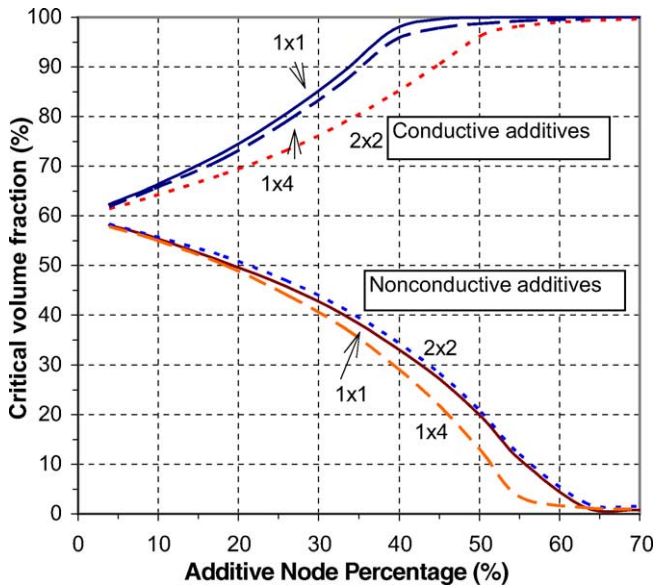 100
90
80
70
60
50
40
30
20
10
0
Critical volume fraction (%)
1x1
1x4
2x2
Conductive additives
Nonconductive additives
2x2
1x1
1x4
0 10 20 30 40 50 60 70
Additive Node Percentage (%)